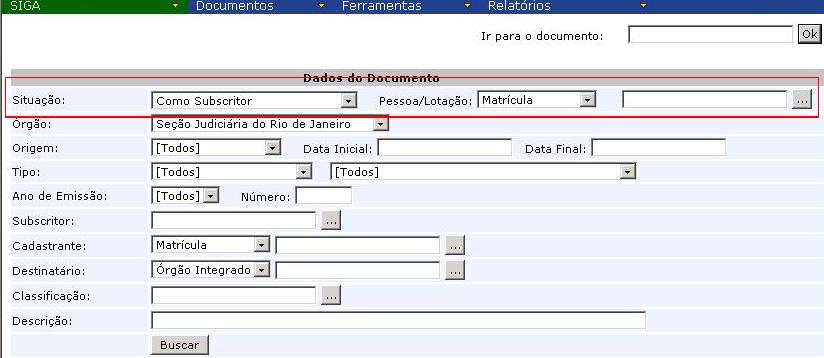 SIGA Documentos Ferramentas Relatórios
Ir para o documento: Ok
Dados do Documento
Situação: Como Subscritor Pessoa/Lotação: Matrícula ...
Órgão: Seção Judiciária do Rio de Janeiro
Origem: [Todos] Data Inicial: Data Final:
Tipo: [Todos] [Todos]
Ano de Emissão: [Todos] Número:
Subscritor: ...
Cadastrante: Matrícula ...
Destinatário: Órgão Integrado ...
Classificação: ...
Descrição:
Buscar